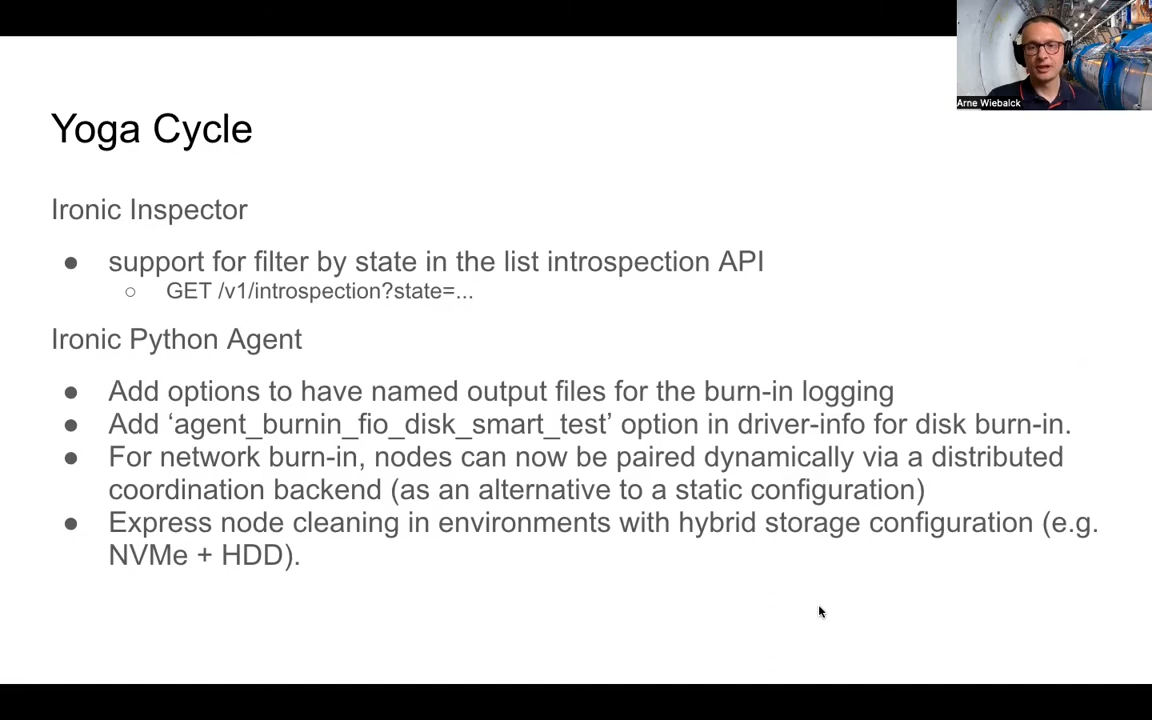 Arne Wiebalck
Yoga Cycle
Ironic Inspector
● support for filter by state in the list introspection API
○ GET /v1/introspection?state=...
Ironic Python Agent
● Add options to have named output files for the burn-in logging
● Add ‘agent_burnin_fio_disk_smart_test’ option in driver-info for disk burn-in.
● For network burn-in, nodes can now be paired dynamically via a distributed
coordination backend (as an alternative to a static configuration)
● Express node cleaning in environments with hybrid storage configuration (e.g.
NVMe + HDD).